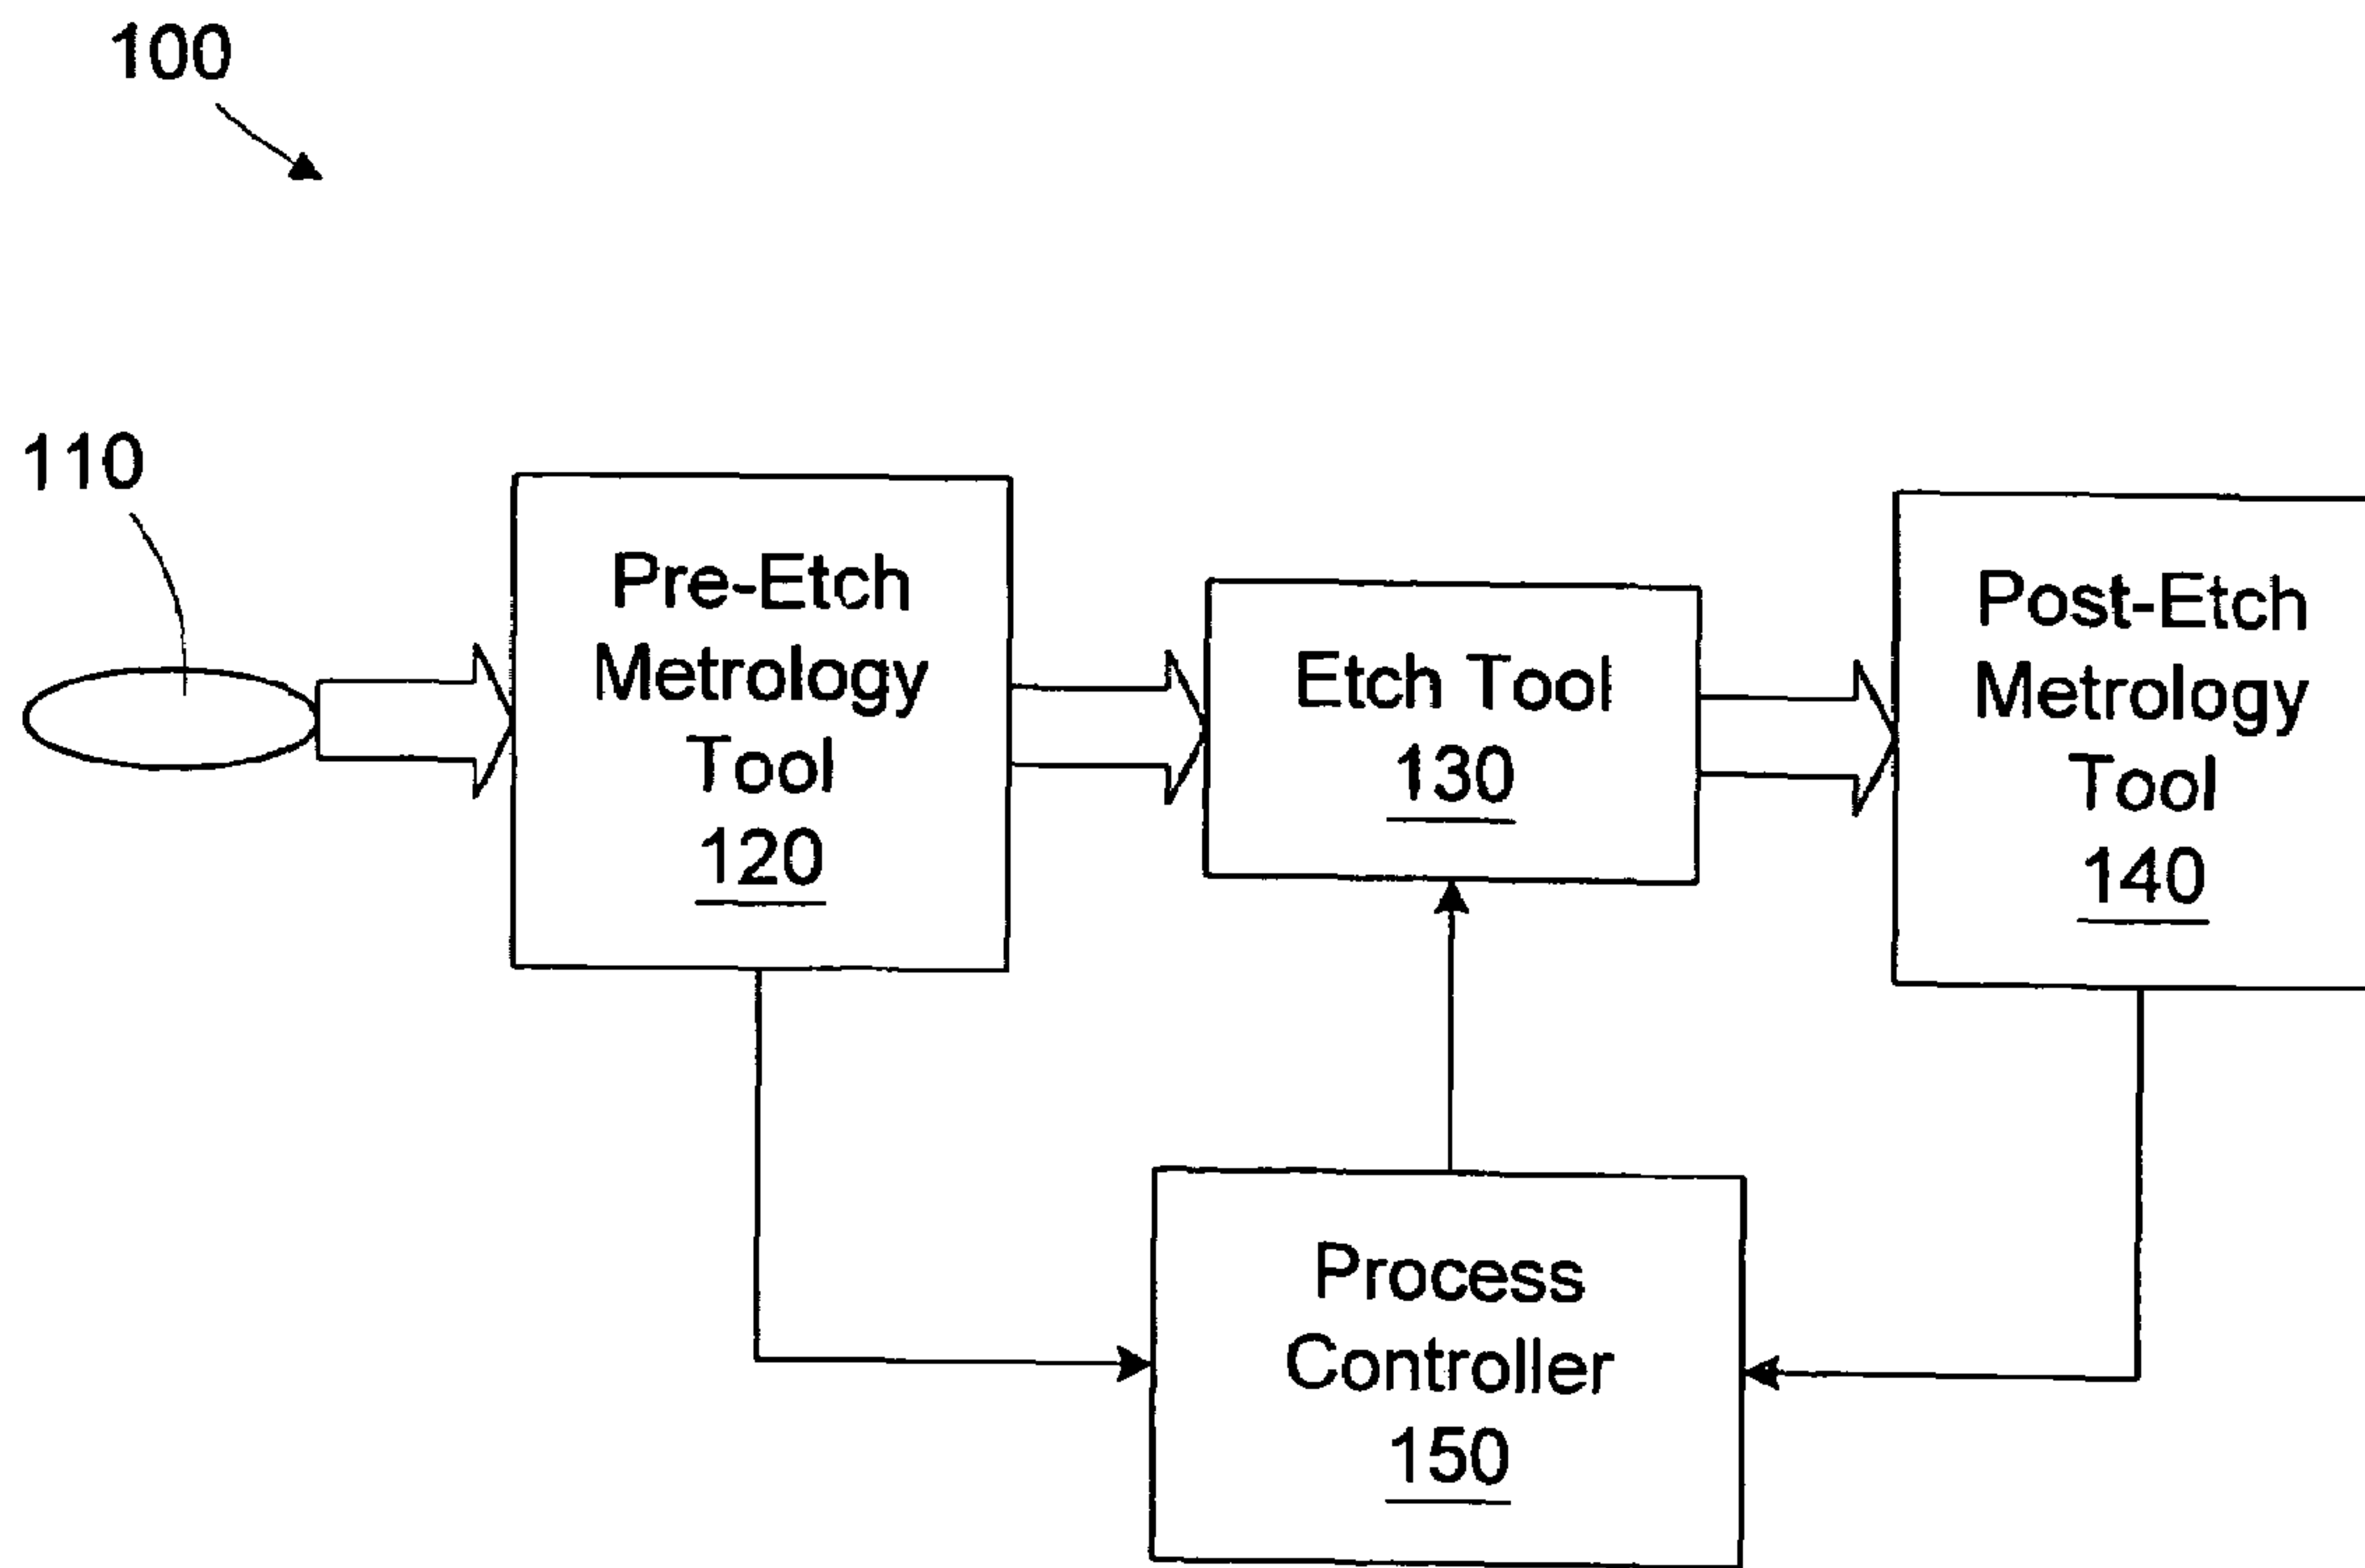 100
110
Pre-Etch
Metrology
Tool
120
Etch Tool
130
Post-Etch
Metrology
Tool
140
Process
Controller
150